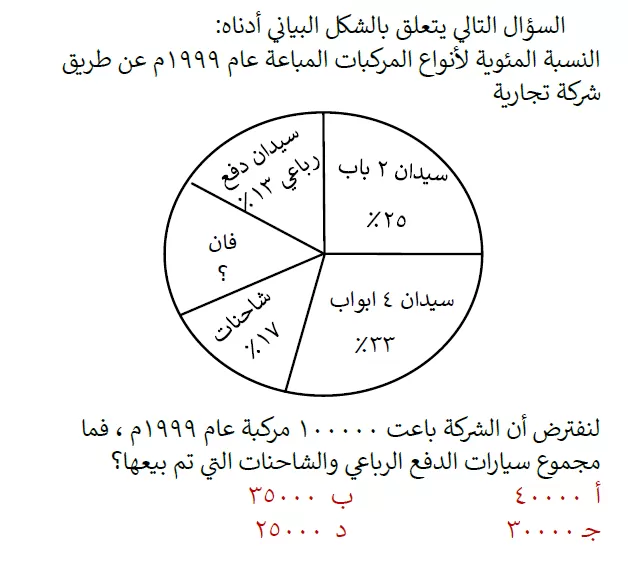 السؤال التالي يتعلق بالشكل البياني أدناه:
النسبة المئوية لأنواع المركبات المباعة عام ١٩٩٩م عن طريق
شركة تجارية
سيدان دفع
رباعي ١٣٪
سيدان ٢ باب
٢٥٪
فان
؟
سيدان ٤ ابواب
٣٣٪
شاحنات
١٧٪
لنفترض أن الشركة باعت ١٠٠٠٠٠ مركبة عام ١٩٩٩م ، فما
مجموع سيارات الدفع الرباعي والشاحنات التي تم بيعها؟
أ ٤٠٠٠٠ ب ٣٥٠٠٠
جـ ٣٠٠٠٠ د ٢٥٠٠٠